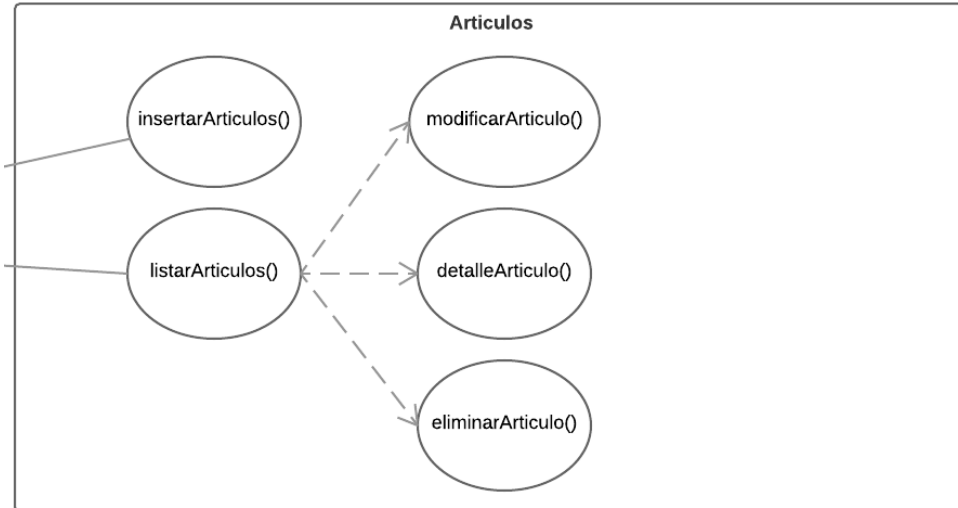 Articulos
insertarArticulos()
modificarArticulo()
listarArticulos()
detalleArticulo()
eliminarArticulo()